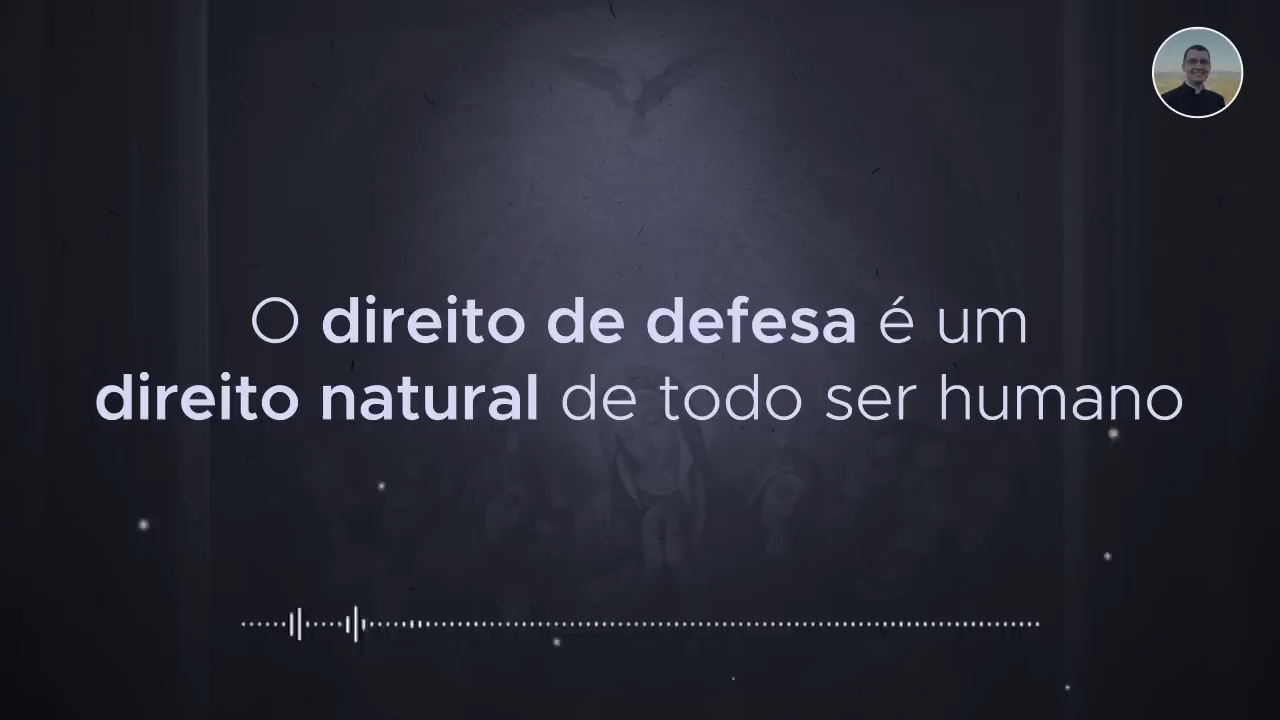 O direito de defesa é um
direito natural de todo ser humano